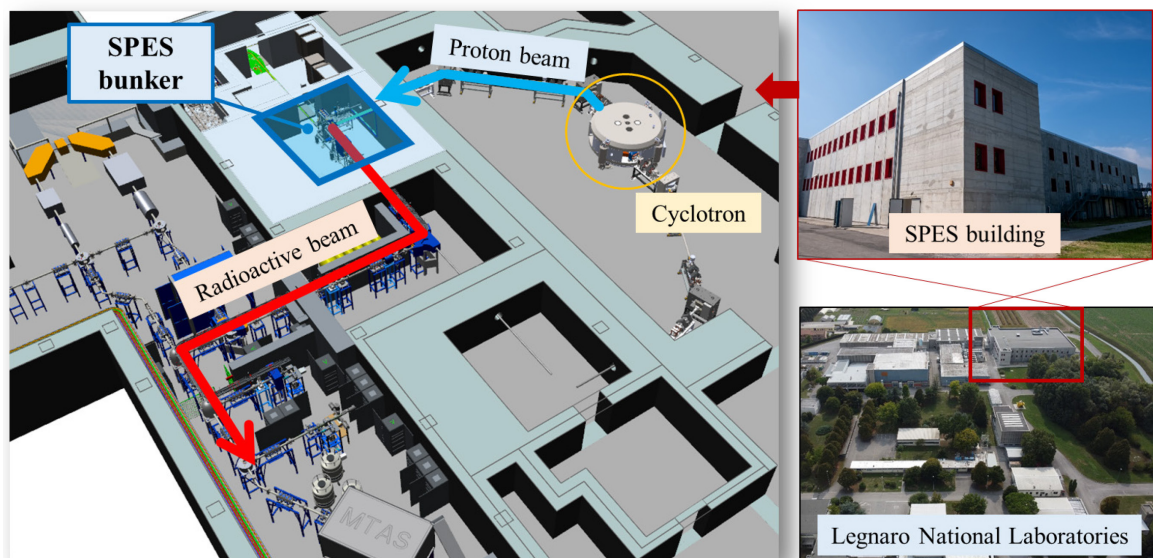 SPES
bunker
Proton beam
Cyclotron
Radioactive beam
MTAS
SPES building
Legnaro National Laboratories